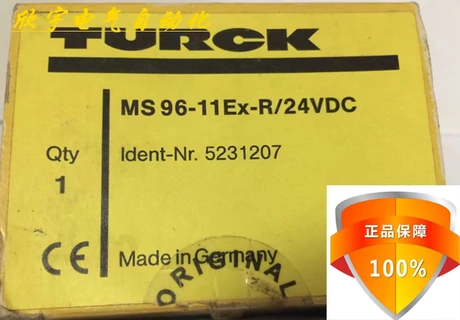 欣宇电气自动化
TURCK
MS 96-11Ex-R/24VDC
Qty
1
Ident-Nr. 5231207
CE
Made in Germany
ORIGINAL
正品保障
100%